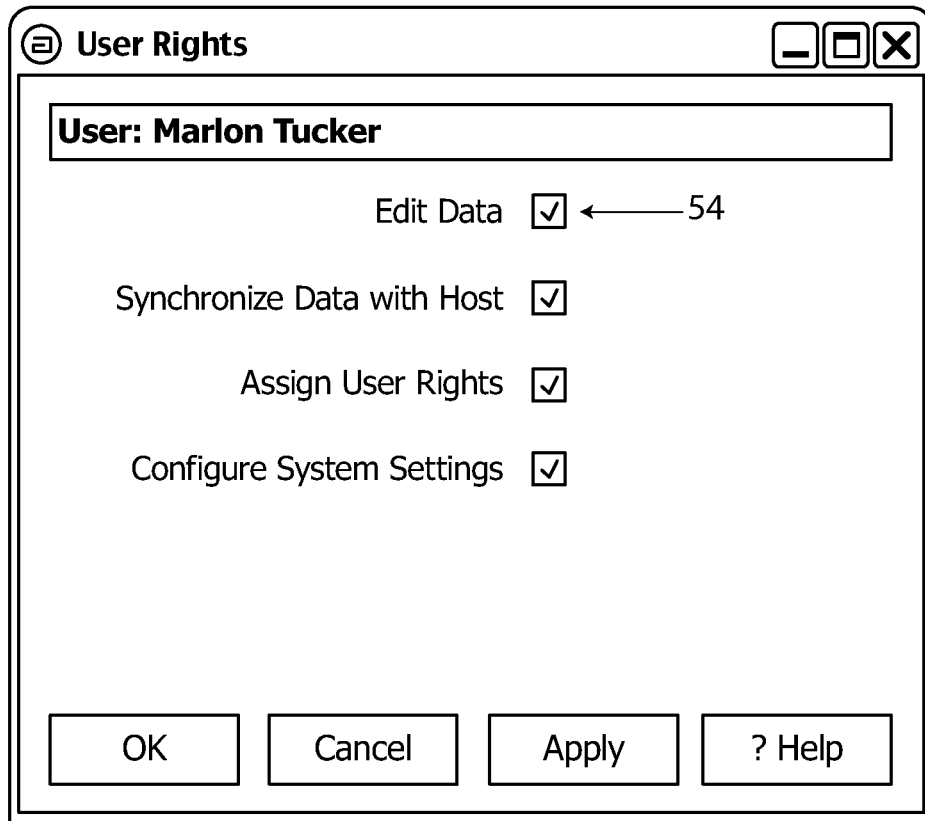 User Rights
User: Marlon Tucker
Edit Data 54
Synchronize Data with Host
Assign User Rights
Configure System Settings
OK Cancel Apply ? Help